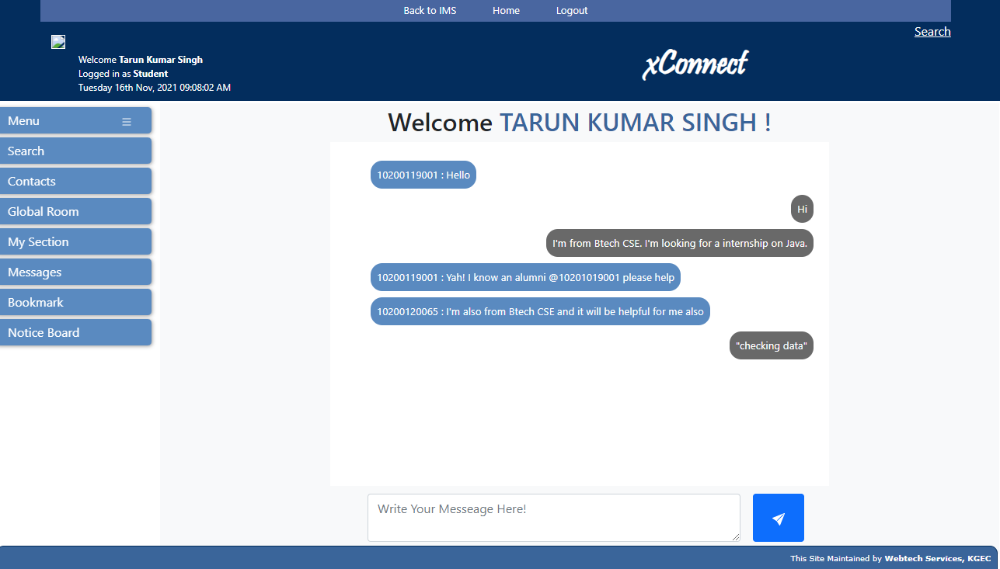 Back to IMS Home Logout
Search
Welcome Tarun Kumar Singh
Logged in as Student
Tuesday 16th Nov, 2021 09:08:02 AM
xConnect
Menu
Search
Contacts
Global Room
My Section
Messages
Bookmark
Notice Board
Welcome TARUN KUMAR SINGH !
10200119001 : Hello
Hi
I'm from Btech CSE. I'm looking for a internship on Java.
10200119001 : Yah! I know an alumni @10201019001 please help
10200120065 : I'm also from Btech CSE and it will be helpful for me also
"checking data"
Write Your Messeage Here!
This Site Maintained by Webtech Services, KGEC